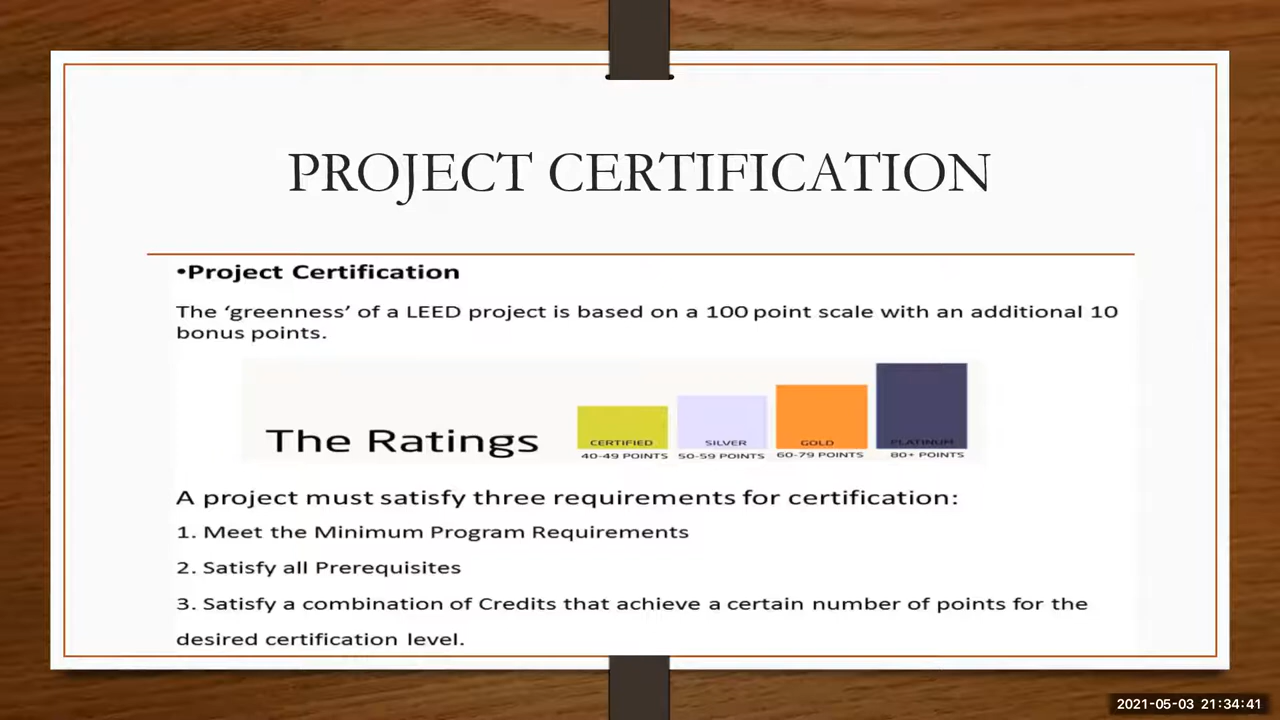 PROJECT CERTIFICATION
•Project Certification
The ‘greenness’ of a LEED project is based on a 100 point scale with an additional 10
bonus points.
The Ratings
CERTIFIED SILVER GOLD PLATINUM
40-49 POINTS 50-59 POINTS 60-79 POINTS 80+ POINTS
A project must satisfy three requirements for certification:
1. Meet the Minimum Program Requirements
2. Satisfy all Prerequisites
3. Satisfy a combination of Credits that achieve a certain number of points for the
desired certification level.
2021-05-03 21:34:41